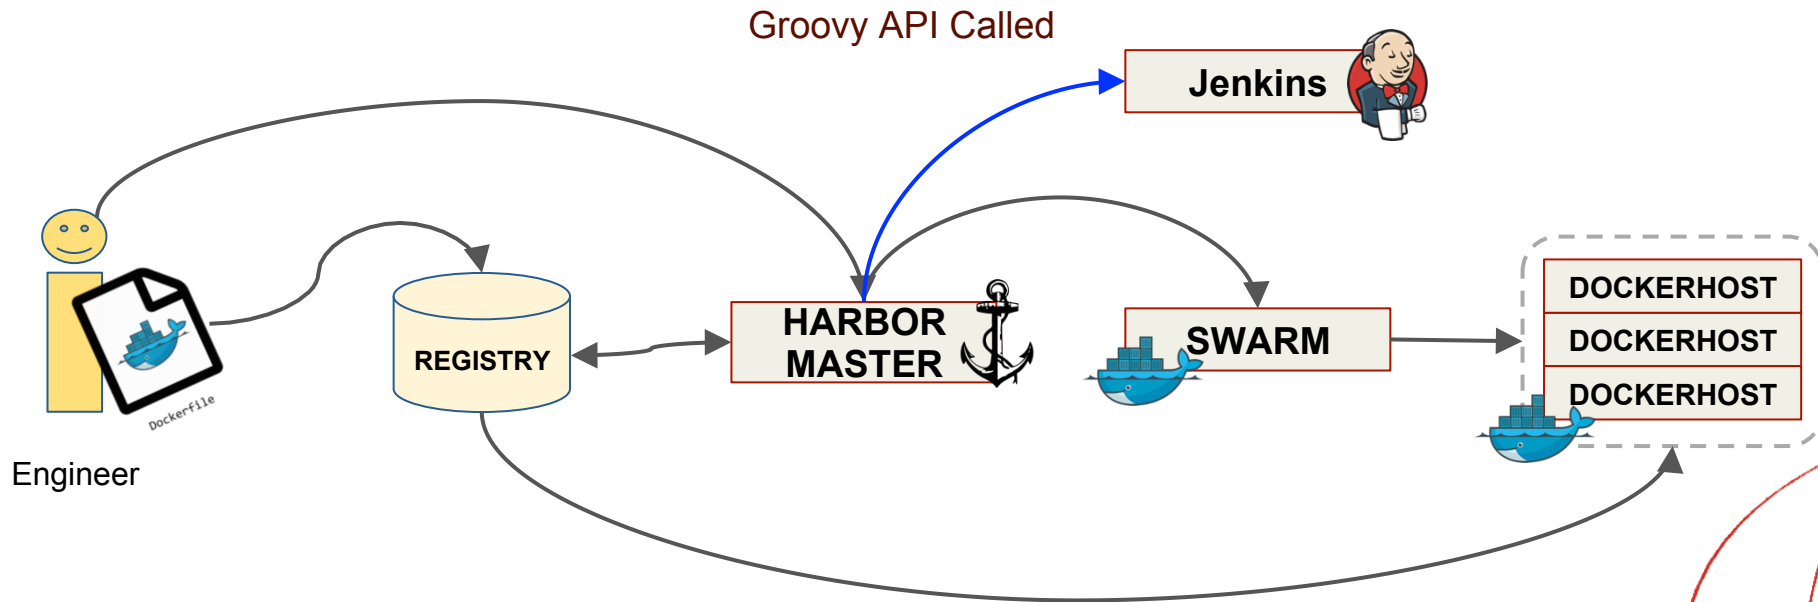 Groovy API Called
Jenkins
HARBOR
MASTER
SWARM
DOCKERHOST
DOCKERHOST
DOCKERHOST
REGISTRY
Dockerfile
Engineer